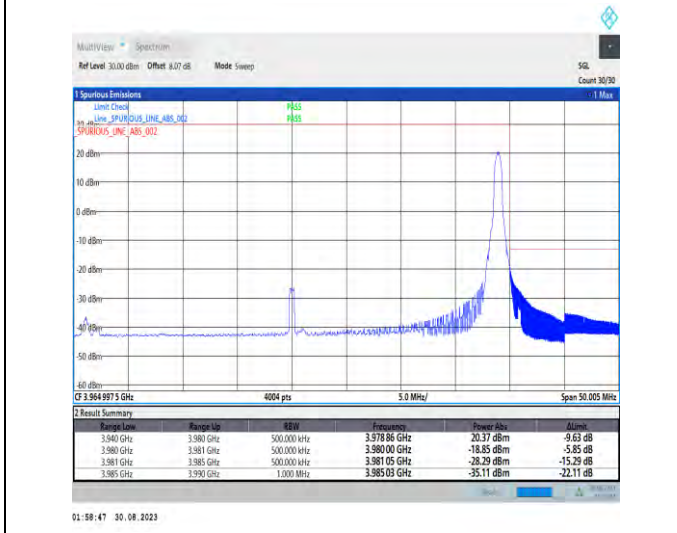 MultiView Spectrum
Ref Level 30.00 dBm Offset 8.07 dB Mode Sweep SGL
Count 30/30
1 Spurious Emissions 1 Max
Limit Check PASS
Line _SPURIOUS_LINE_ABS_002 PASS
_SPURIOUS_LINE_ABS_002
20 dBm
10 dBm
0 dBm
-10 dBm
-20 dBm
-30 dBm
-40 dBm
-50 dBm
-60 dBm
CF 3.964 997 5 GHz 4004 pts 5.0 MHz/ Span 50.005 MHz
2 Result Summary
Range Low Range Up RBW Frequency Power Abs ΔLimit
3.940 GHz 3.980 GHz 500.000 kHz 3.978 86 GHz 20.37 dBm -9.63 dB
3.980 GHz 3.981 GHz 500.000 kHz 3.980 00 GHz -18.85 dBm -5.85 dB
3.981 GHz 3.985 GHz 500.000 kHz 3.981 05 GHz -28.29 dBm -15.29 dB
3.985 GHz 3.990 GHz 1.000 MHz 3.985 03 GHz -35.11 dBm -22.11 dB
01:58:47 30.08.2023